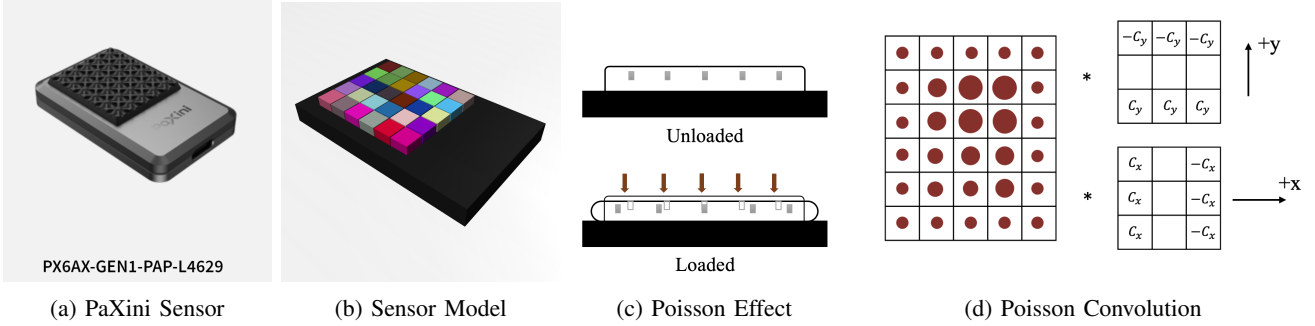 PaXini
PX6AX-GEN1-PAP-L4629
Unloaded
Loaded
*
-C_y -C_y -C_y
C_y C_y C_y
+y
*
C_x -C_x
C_x -C_x
C_x -C_x
+x
(a) PaXini Sensor
(b) Sensor Model
(c) Poisson Effect
(d) Poisson Convolution